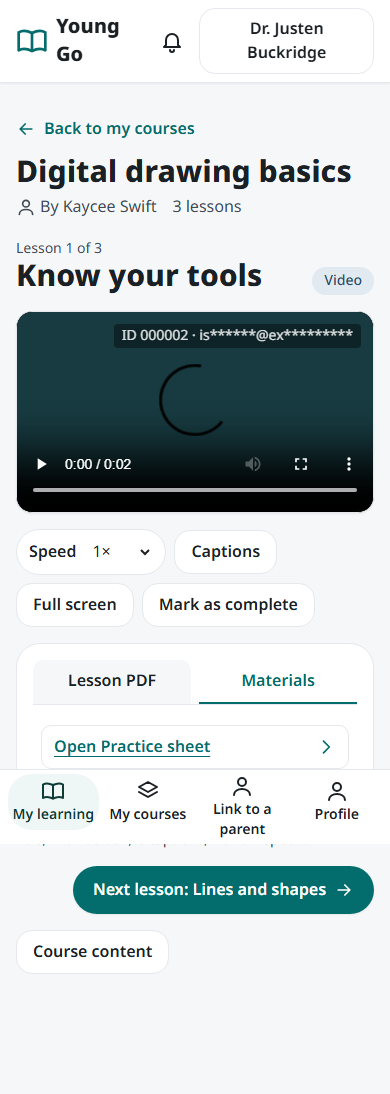 Young
Go
Dr. Justen
Buckridge
Back to my courses
Digital drawing basics
By Kaycee Swift 3 lessons
Lesson 1 of 3
Know your tools
Video
ID 000002 · is******@ex*********
0:00 / 0:02
Speed 1×
Captions
Full screen
Mark as complete
Lesson PDF
Materials
Open Practice sheet
My learning
My courses
Link to a
parent
Profile
Next lesson: Lines and shapes
Course content